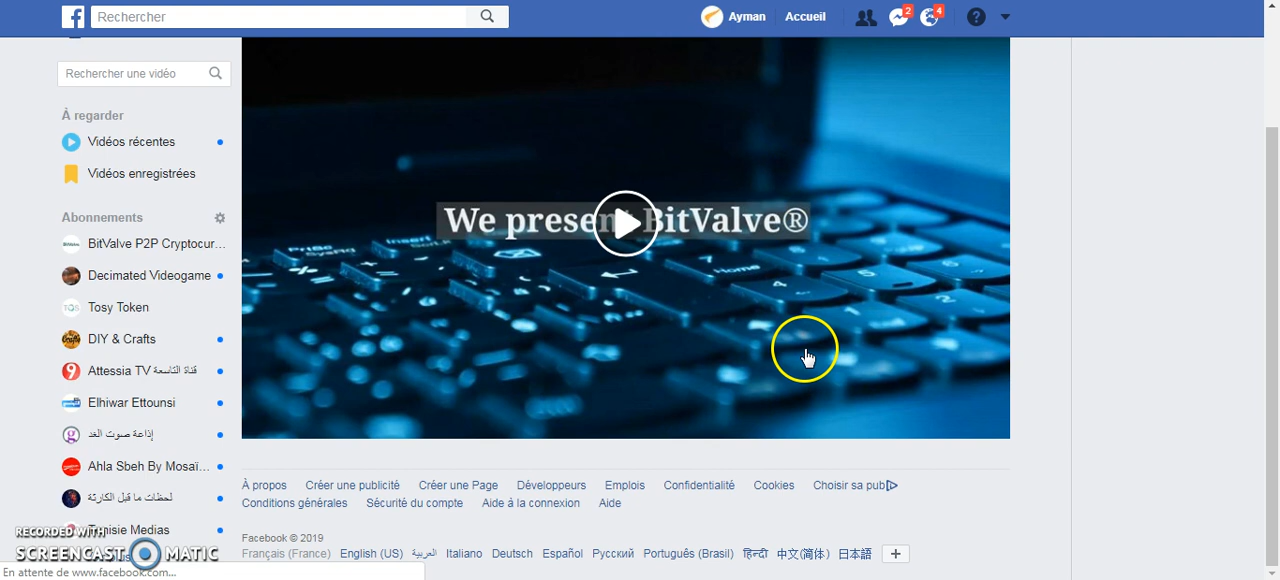 Rechercher
Ayman Accueil 2 4
Rechercher une vidéo
À regarder
Vidéos récentes
Vidéos enregistrées
Abonnements
BitValve P2P Cryptocur...
Decimated Videogame
Tosy Token
DIY & Crafts
Attessia TV قناة التاسعة
Elhiwar Ettounsi
إذاعة صوت الغد
Ahla Sbeh By Mosaï...
لحظات ما قبل الكارثة
Tunisie Medias
We present BitValve®
À propos Créer une publicité Créer une Page Développeurs Emplois Confidentialité Cookies Choisir sa pub
Conditions générales Sécurité du compte Aide à la connexion Aide
Facebook © 2019
Français (France) English (US) العربية Italiano Deutsch Español Русский Português (Brasil) हिन्दी 中文(简体) 日本語
RECORDED WITH
SCREENCAST MATIC
En attente de www.facebook.com...